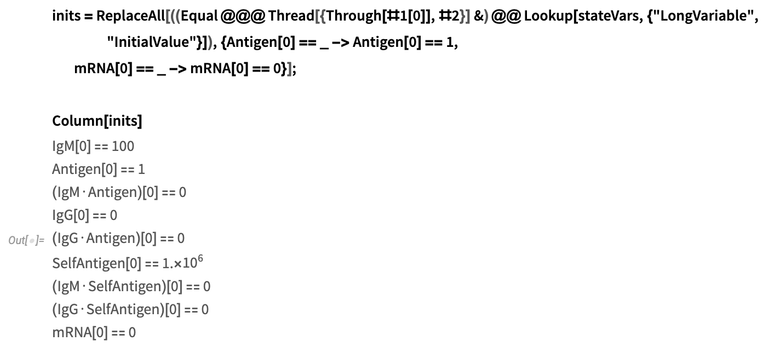 inits = ReplaceAll[((Equal @@@ Thread[{Through[#1[0]], #2}] &) @@ Lookup[stateVars, {"LongVariable",
"InitialValue"}]), {Antigen[0] == _ -> Antigen[0] == 1,
mRNA[0] == _ -> mRNA[0] == 0}];
Column[inits]
IgM[0] == 100
Antigen[0] == 1
(IgM·Antigen)[0] == 0
IgG[0] == 0
Out[◦]= (IgG·Antigen)[0] == 0
SelfAntigen[0] == 1.×10⁶
(IgM·SelfAntigen)[0] == 0
(IgG·SelfAntigen)[0] == 0
mRNA[0] == 0